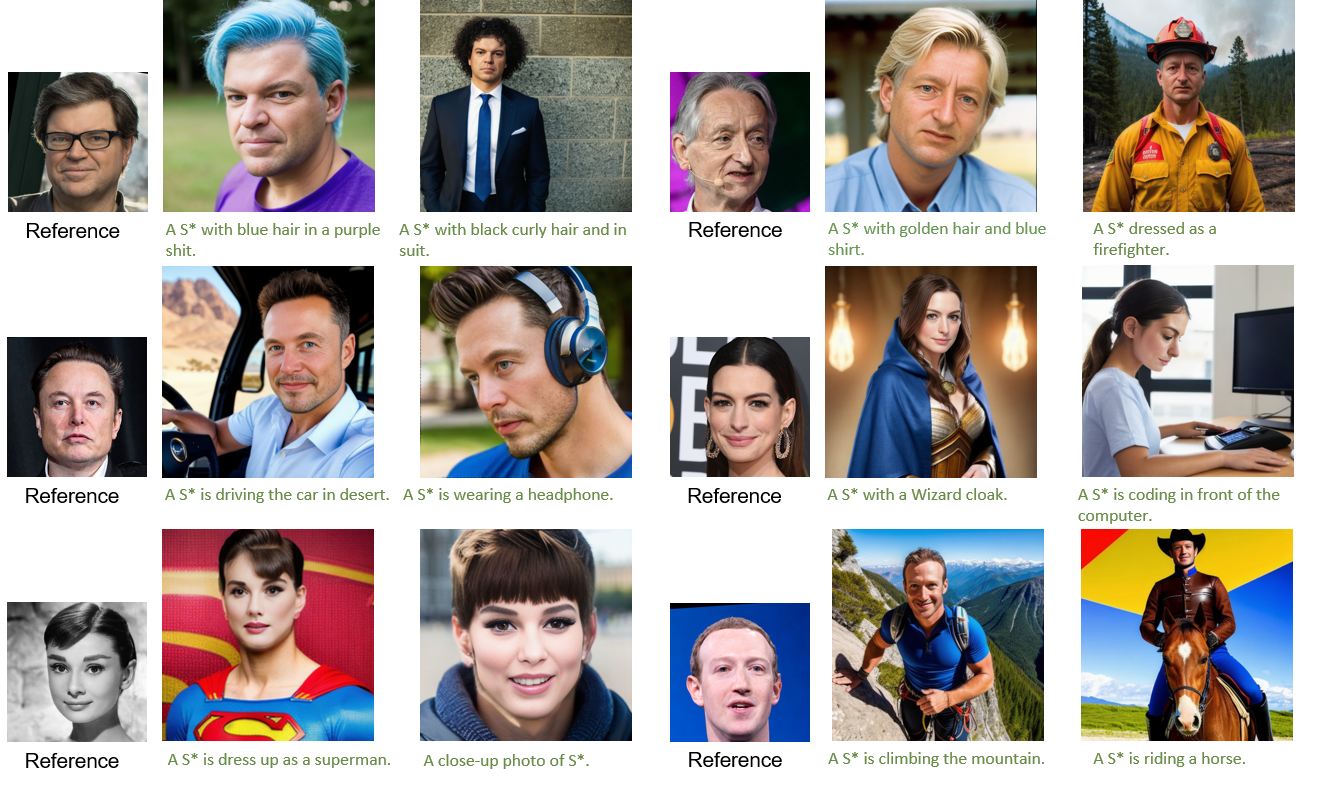 Reference
A S* with blue hair in a purple
shit.
A S* with black curly hair and in
suit.
Reference
A S* with golden hair and blue
shirt.
A S* dressed as a
firefighter.
Reference
A S* is driving the car in desert.
A S* is wearing a headphone.
Reference
A S* with a Wizard cloak.
A S* is coding in front of the
computer.
Reference
A S* is dress up as a superman.
A close-up photo of S*.
Reference
A S* is climbing the mountain.
A S* is riding a horse.